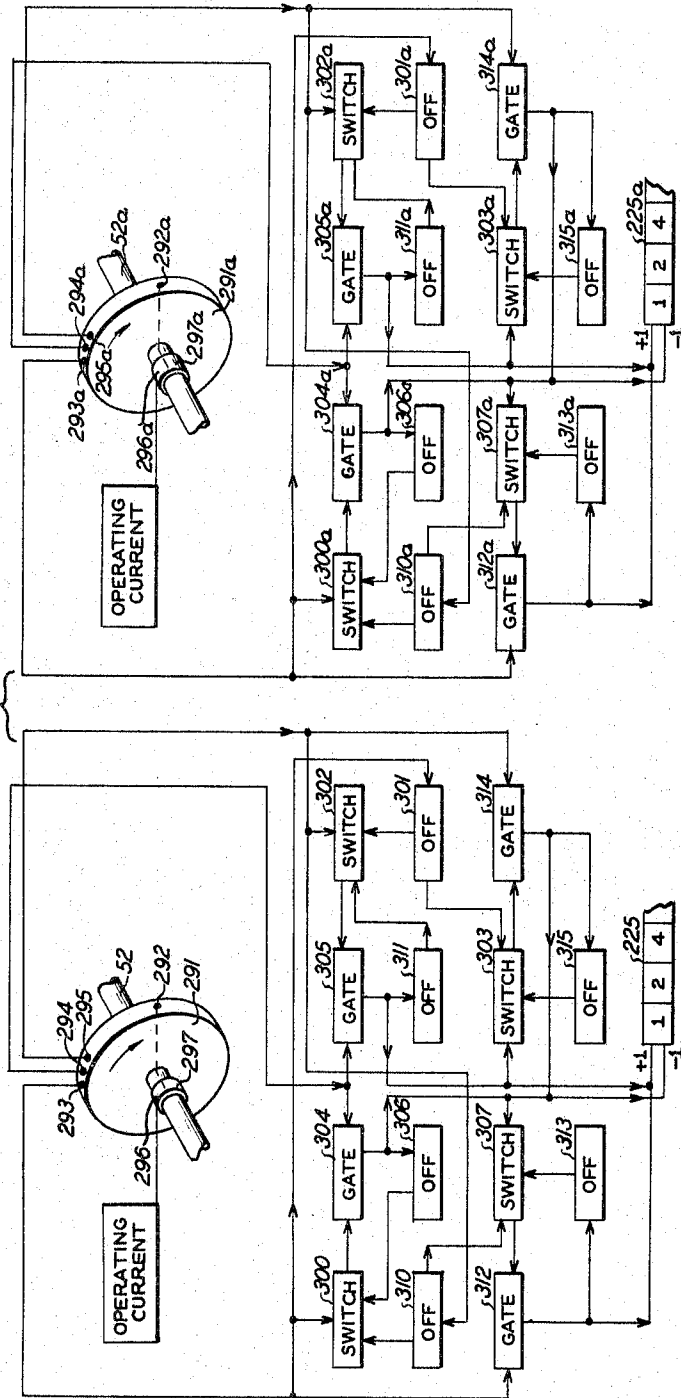 OPERATING
CURRENT
293
294
295
52
292
291
296
297
300
SWITCH
304
GATE
305
GATE
302
SWITCH
310
OFF
306
OFF
311
OFF
301
OFF
312
GATE
307
SWITCH
303
SWITCH
314
GATE
313
OFF
315
OFF
+1
-1
225
1 2 4
OPERATING
CURRENT
293a
294a
295a
52a
292a
291a
296a
297a
300a
SWITCH
304a
GATE
305a
GATE
302a
SWITCH
310a
OFF
306a
OFF
311a
OFF
301a
OFF
312a
GATE
307a
SWITCH
303a
SWITCH
314a
GATE
313a
OFF
315a
OFF
+1
-1
225a
1 2 4